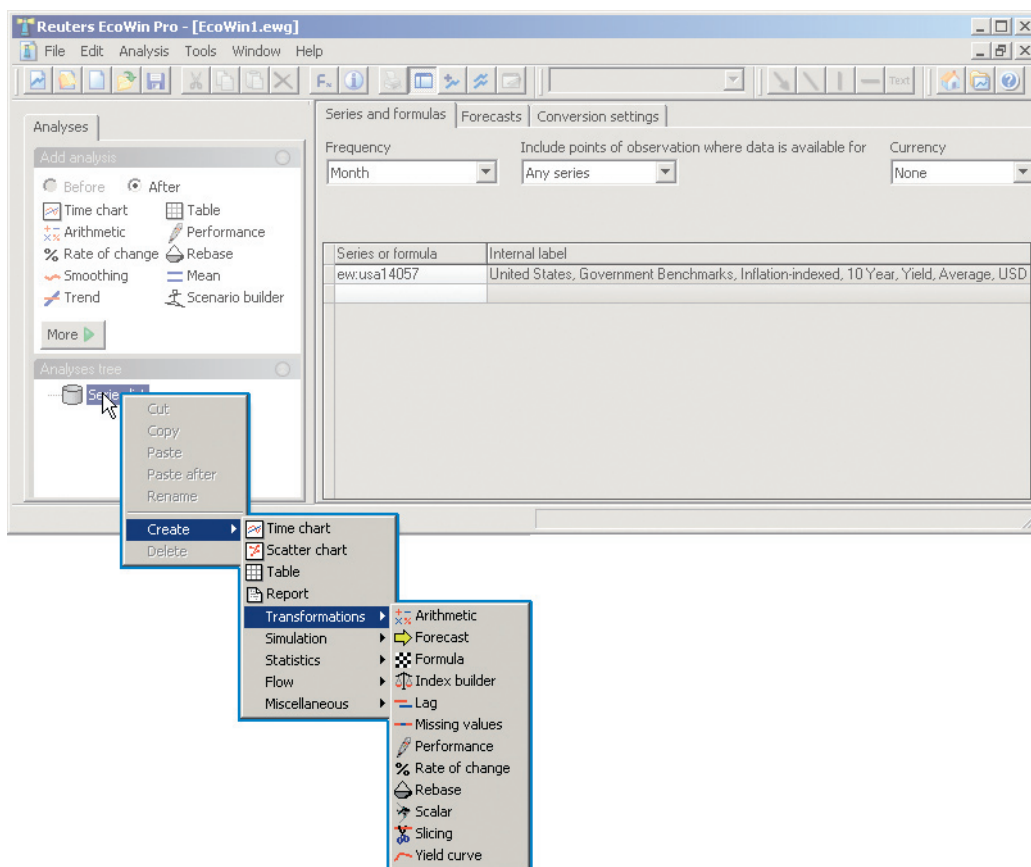 Reuters EcoWin Pro - [EcoWin1.ewg]
File Edit Analysis Tools Window Help
Text
Analyses
Add analysis
Before After
Time chart Table
Arithmetic Performance
Rate of change Rebase
Smoothing Mean
Trend Scenario builder
More
Analyses tree
Series and formulas Forecasts Conversion settings
Frequency Include points of observation where data is available for Currency
Month Any series None
Series or formula Internal label
ew:usa14057 United States, Government Benchmarks, Inflation-indexed, 10 Year, Yield, Average, USD
Cut
Copy
Paste
Paste after
Rename
Create
Delete
Time chart
Scatter chart
Table
Report
Transformations
Simulation
Statistics
Flow
Miscellaneous
Arithmetic
Forecast
Formula
Index builder
Lag
Missing values
Performance
Rate of change
Rebase
Scalar
Slicing
Yield curve